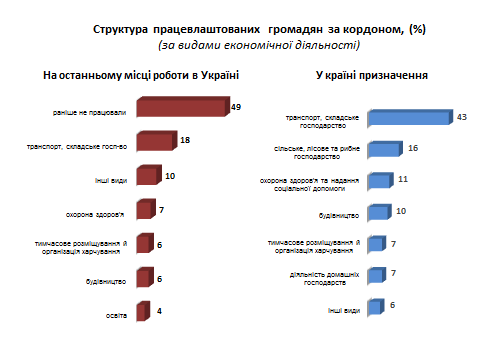 Структура працевлаштованих громадян за кордоном, (%)
(за видами економічної діяльності)
На останньому місці роботи в Україні
раніше не працювали
49
транспорт, складське госп-во
18
інші види
10
охорона здоров'я
7
тимчасове розміщування й
організація харчування
6
будівництво
6
освіта
4
У країні призначення
транспорт, складське
господарство
43
сільське, лісове та рибне
господарство
16
охорона здоров'я та надання
соціальної допомоги
11
будівництво
10
тимчасове розміщування й
організація харчування
7
діяльність домашніх
господарств
7
інші види
6